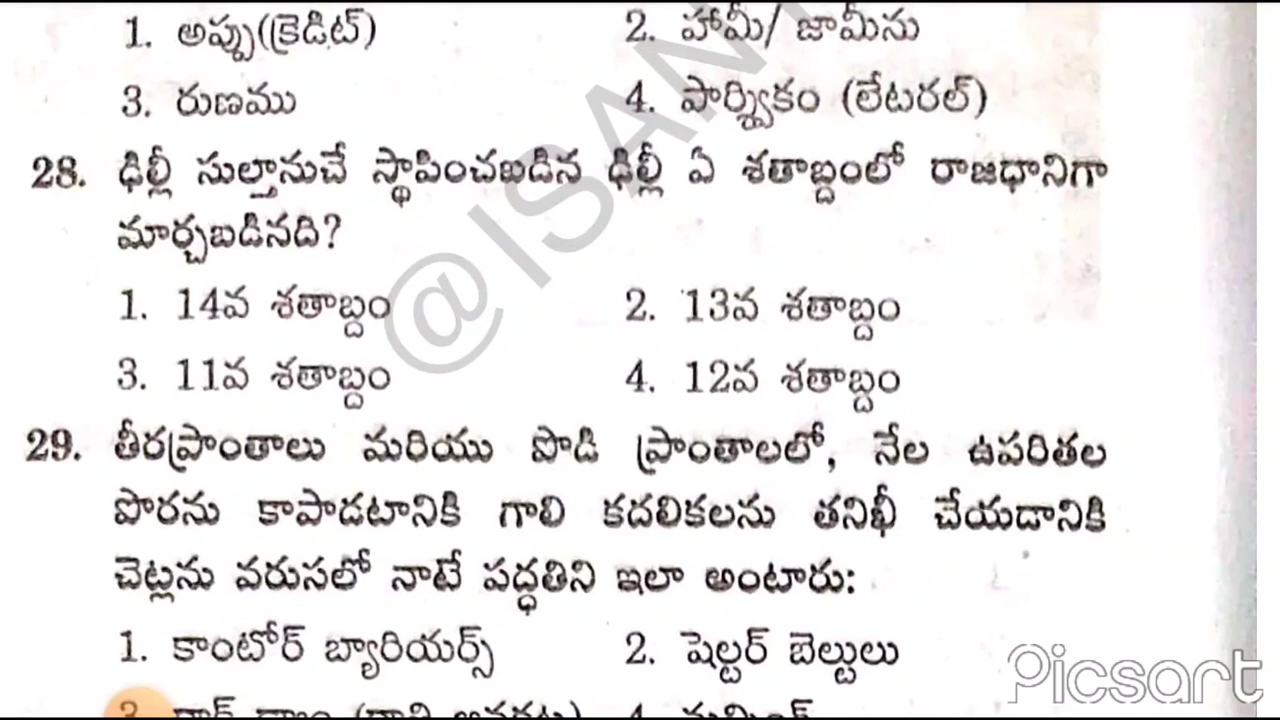 1. అప్పు(క్రెడిట్) 2. హామీ/ జామీను
3. రుణము 4. పార్శ్వికం (లేటరల్)
28. ఢిల్లీ సుల్తానుచే స్థాపించబడిన ఢిల్లీ ఏ శతాబ్దంలో రాజధానిగా
మార్చబడినది?
1. 14వ శతాబ్దం 2. 13వ శతాబ్దం
3. 11వ శతాబ్దం 4. 12వ శతాబ్దం
29. తీరప్రాంతాలు మరియు పొడి ప్రాంతాలలో, నేల ఉపరితల
పొరను కాపాడటానికి గాలి కదలికలను తనిఖీ చేయడానికి
చెట్లను వరుసలో నాటే పద్ధతిని ఇలా అంటారు:
1. కాంటోర్ బ్యారియర్స్ 2. షెల్టర్ బెల్టులు
@ISAN
Picsart